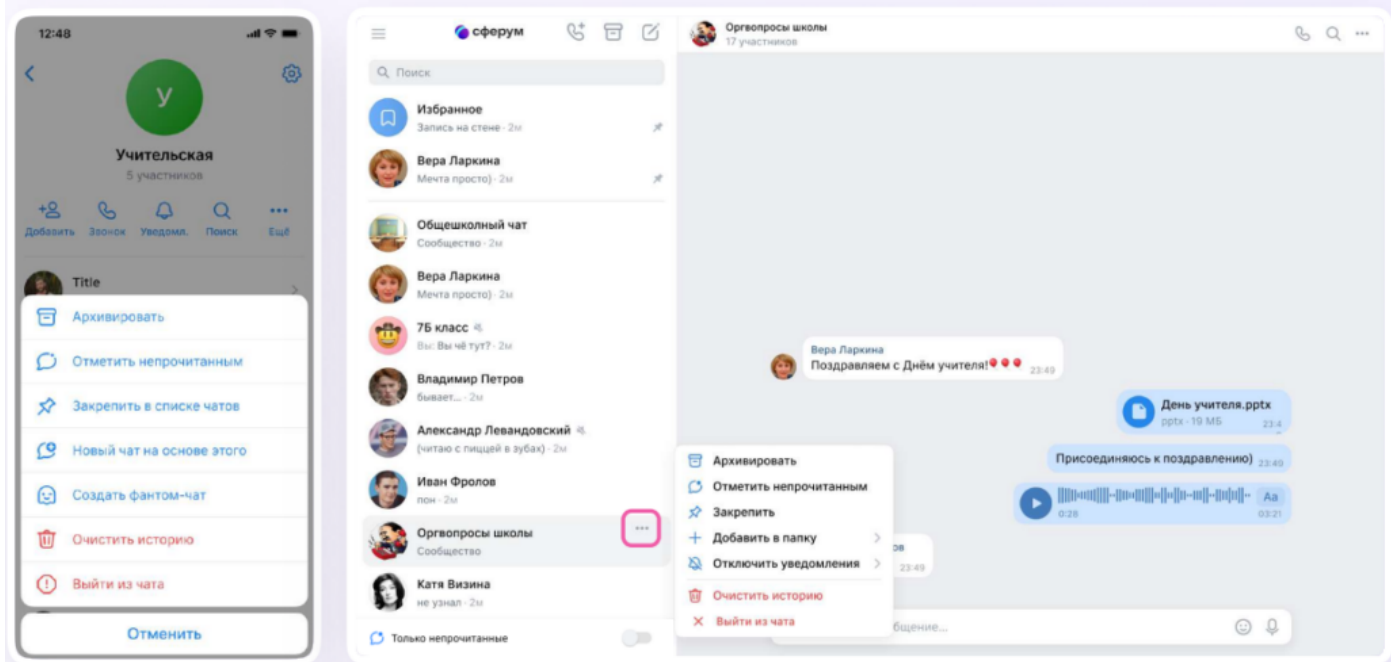 12:48
У
Учительская
5 участников
Добавить Звонок Уведомл. Поиск Ещё
Title
Архивировать
Отметить непрочитанным
Закрепить в списке чатов
Новый чат на основе этого
Создать фантом-чат
Очистить историю
Выйти из чата
Отменить
сферум
Поиск
Избранное
Запись на стене · 2м
Вера Ларкина
Мечта просто) · 2м
Общешкольный чат
Сообщество · 2м
Вера Ларкина
Мечта просто) · 2м
7Б класс
Вы: Вы чё тут? · 2м
Владимир Петров
бывает... · 2м
Александр Левандовский
(читаю с пиццей в зубах) · 2м
Иван Фролов
пон · 2м
Оргвопросы школы
Сообщество
Катя Визина
не узнал · 2м
Только непрочитанные
Оргвопросы школы
17 участников
Вера Ларкина
Поздравляем с Днём учителя! 23:49
День учителя.pptx
pptx · 19 МБ 23:4
Присоединяюсь к поздравлению) 23:49
Аа
0:28 03:21
ов
23:49
бщение...
Архивировать
Отметить непрочитанным
Закрепить
Добавить в папку
Отключить уведомления
Очистить историю
Выйти из чата